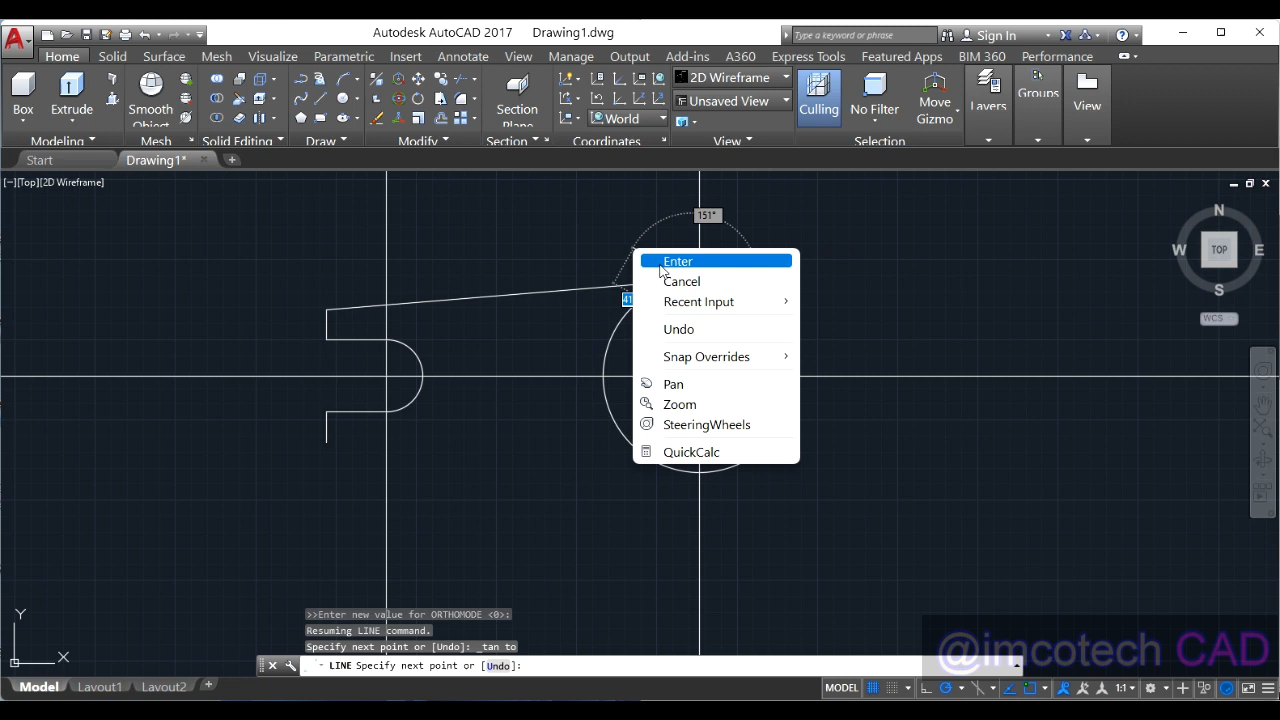 Autodesk AutoCAD 2017 Drawing1.dwg
Type a keyword or phrase
Sign In
Home Solid Surface Mesh Visualize Parametric Insert Annotate View Manage Output Add-ins A360 Express Tools Featured Apps BIM 360 Performance
2D Wireframe
Unsaved View
World
Box Extrude Smooth Object Section Plane Culling No Filter Move Gizmo Layers Groups View
Modeling Mesh Solid Editing Draw Modify Section Coordinates View Selection
Start Drawing1*
[−][Top][2D Wireframe]
N
W TOP E
S
WCS
151°
41
Enter
Cancel
Recent Input
Undo
Snap Overrides
Pan
Zoom
SteeringWheels
QuickCalc
Y
X
>>Enter new value for ORTHOMODE <0>:
Resuming LINE command.
Specify next point or [Undo]: _tan to
LINE Specify next point or [Undo]:
@imcotech CAD
Model Layout1 Layout2 +
MODEL 1:1